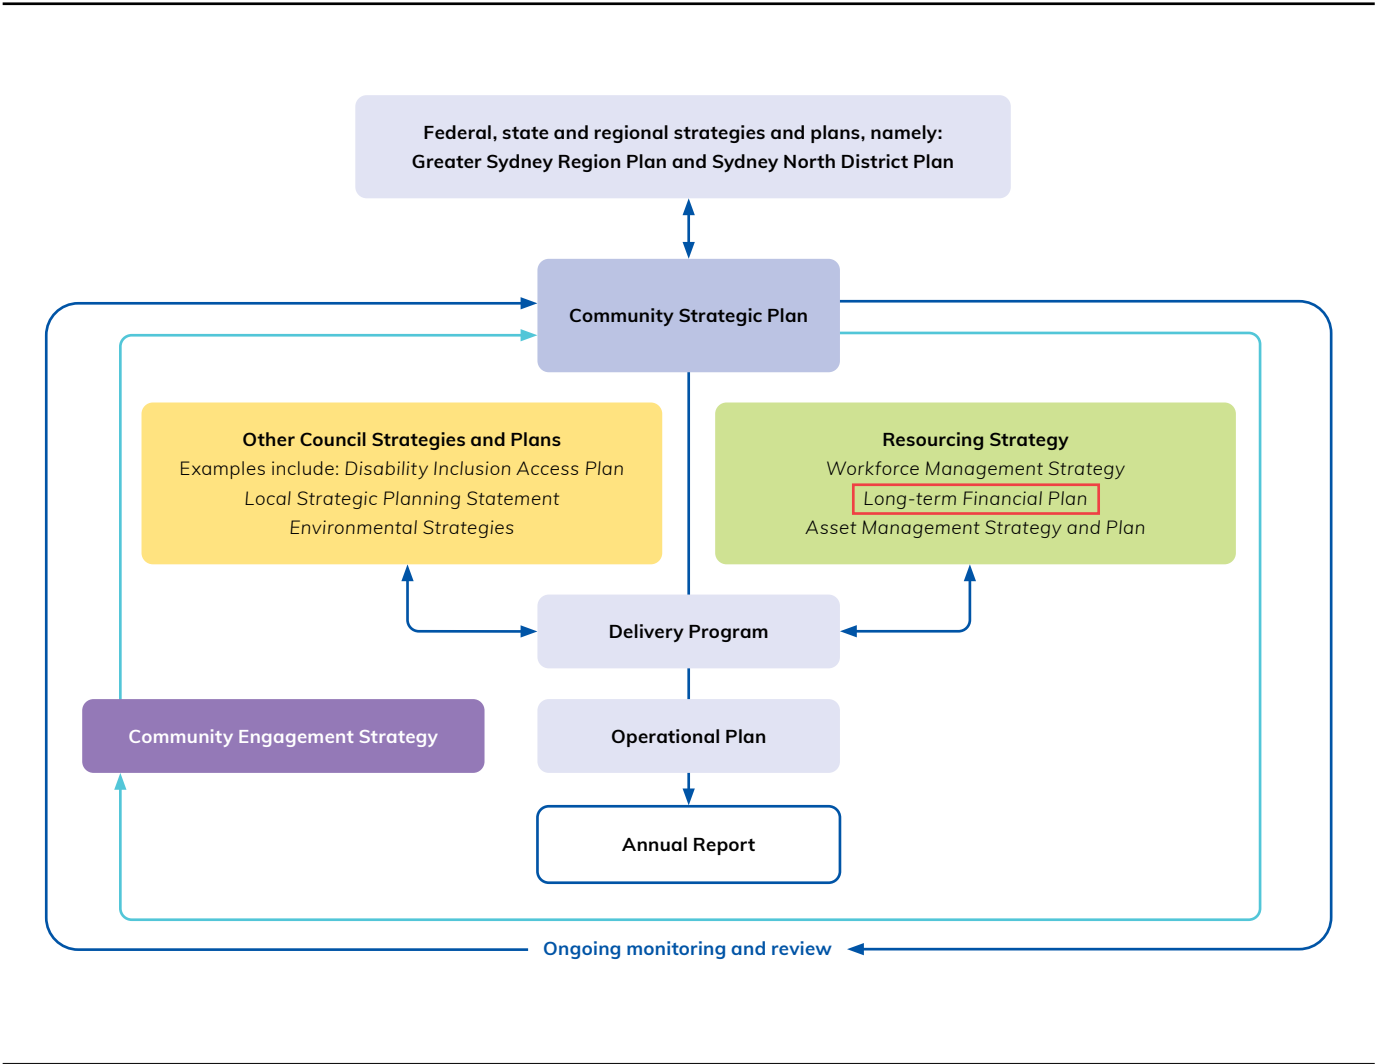 Federal, state and regional strategies and plans, namely:
Greater Sydney Region Plan and Sydney North District Plan
Community Strategic Plan
Other Council Strategies and Plans
Examples include: Disability Inclusion Access Plan
Local Strategic Planning Statement
Environmental Strategies
Resourcing Strategy
Workforce Management Strategy
Long-term Financial Plan
Asset Management Strategy and Plan
Delivery Program
Community Engagement Strategy
Operational Plan
Annual Report
Ongoing monitoring and review